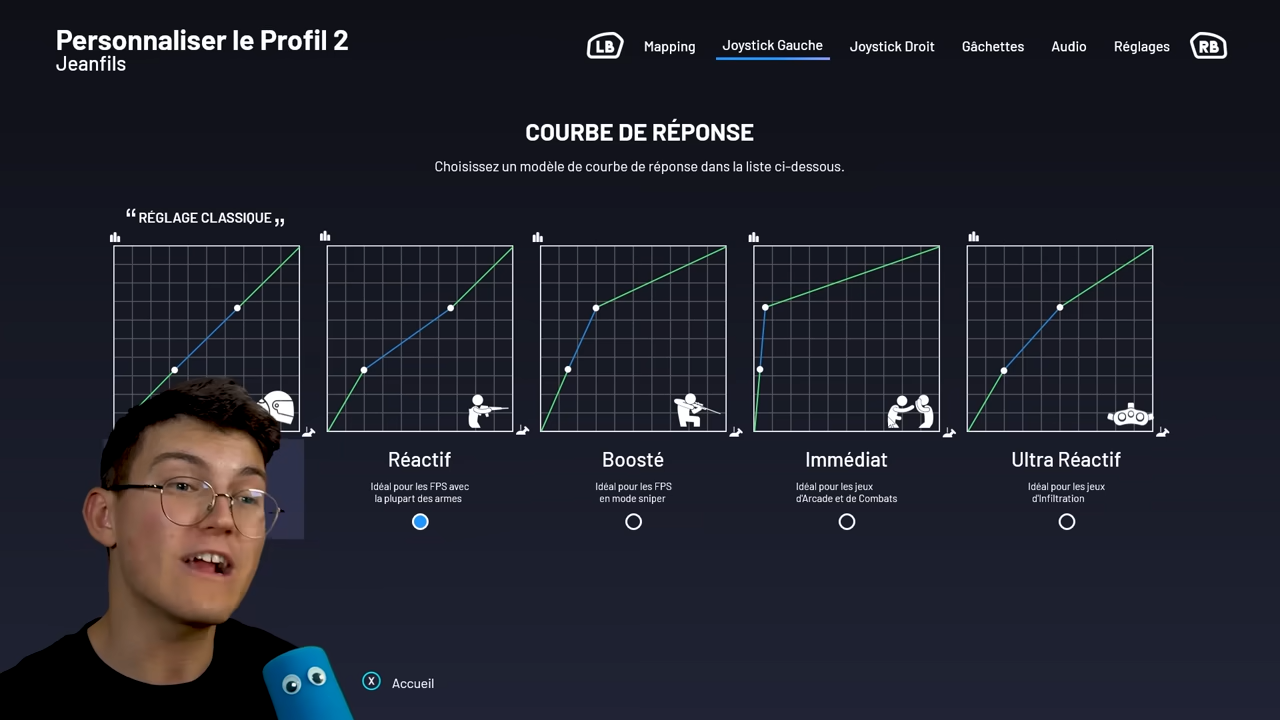 Personnaliser le Profil 2
Jeanfils
LB Mapping Joystick Gauche Joystick Droit Gâchettes Audio Réglages RB
COURBE DE RÉPONSE
Choisissez un modèle de courbe de réponse dans la liste ci-dessous.
“RÉGLAGE CLASSIQUE„
Réactif
Idéal pour les FPS avec
la plupart des armes
Boosté
Idéal pour les FPS
en mode sniper
Immédiat
Idéal pour les jeux
d'Arcade et de Combats
Ultra Réactif
Idéal pour les jeux
d'Infiltration
X Accueil